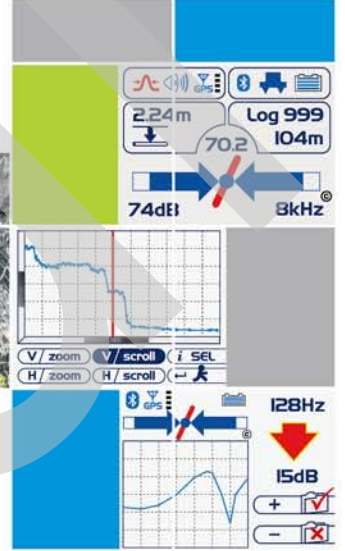 GPS
2.24m
Log 999
104m
70.2
©
74dB
8kHz
V/ zoom V/ scroll i SEL
H/ zoom H/ scroll
GPS
128Hz
©
15dB
+
-